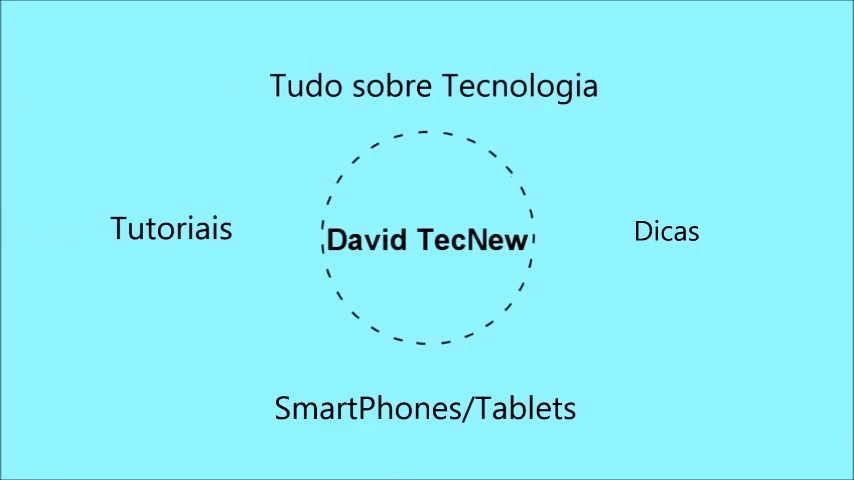 Tudo sobre Tecnologia
Tutoriais
David TecNew
Dicas
SmartPhones/Tablets